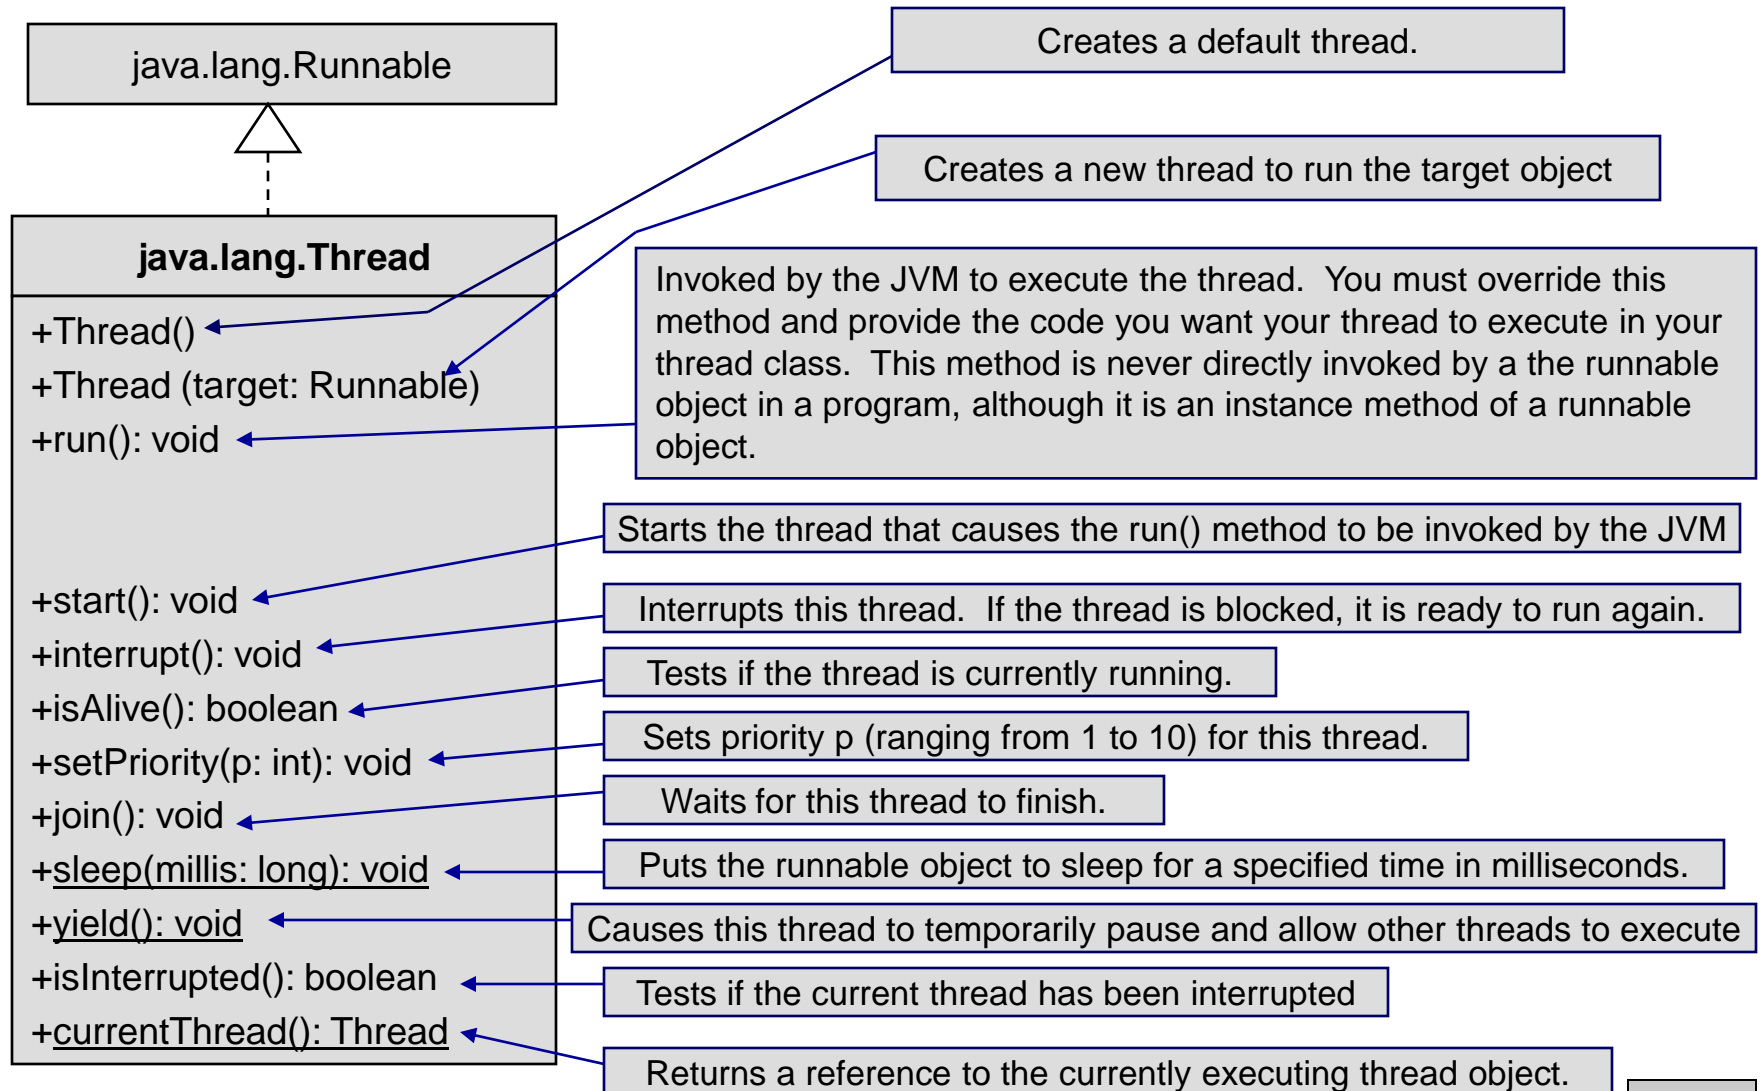 java.lang.Runnable
Creates a default thread.
Creates a new thread to run the target object
java.lang.Thread
+Thread()
+Thread (target: Runnable)
+run(): void
Invoked by the JVM to execute the thread.  You must override this
method and provide the code you want your thread to execute in your
thread class.  This method is never directly invoked by a the runnable
object in a program, although it is an instance method of a runnable
object.
Starts the thread that causes the run() method to be invoked by the JVM
+start(): void
Interrupts this thread.  If the thread is blocked, it is ready to run again.
+interrupt(): void
Tests if the thread is currently running.
+isAlive(): boolean
Sets priority p (ranging from 1 to 10) for this thread.
+setPriority(p: int): void
Waits for this thread to finish.
+join(): void
Puts the runnable object to sleep for a specified time in milliseconds.
+sleep(millis: long): void
Causes this thread to temporarily pause and allow other threads to execute
+yield(): void
+isInterrupted(): boolean
Tests if the current thread has been interrupted
+currentThread(): Thread
Returns a reference to the currently executing thread object.